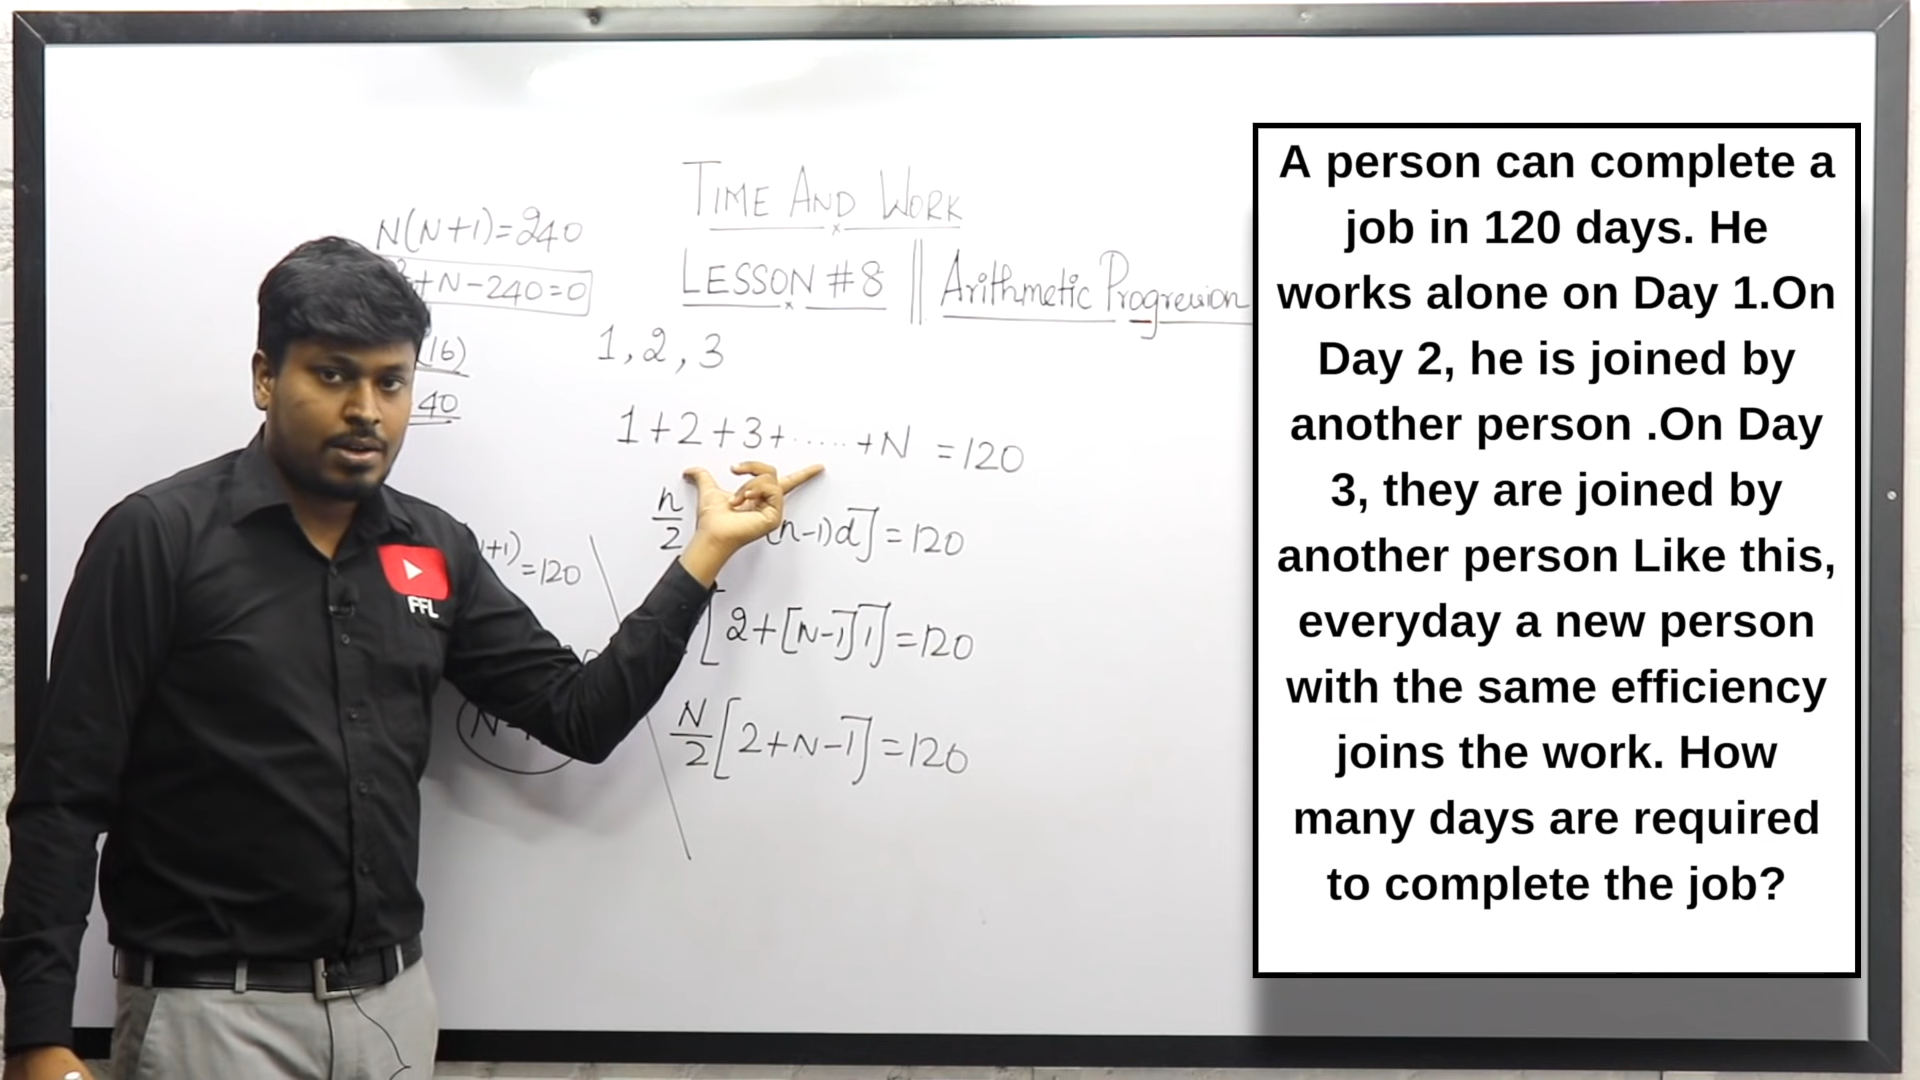 TIME AND WORK
LESSON #8 || Arithmetic Progression
N(N+1)=240
+N-240=0
(16)
40
1, 2, 3
1+2+3+......+N =120
n/2 (n-1)d]=120
+1)=120
[2+[N-1]1]=120
N/2[2+N-1]=120
FFL
A person can complete a
job in 120 days. He
works alone on Day 1.On
Day 2, he is joined by
another person .On Day
3, they are joined by
another person Like this,
everyday a new person
with the same efficiency
joins the work. How
many days are required
to complete the job?